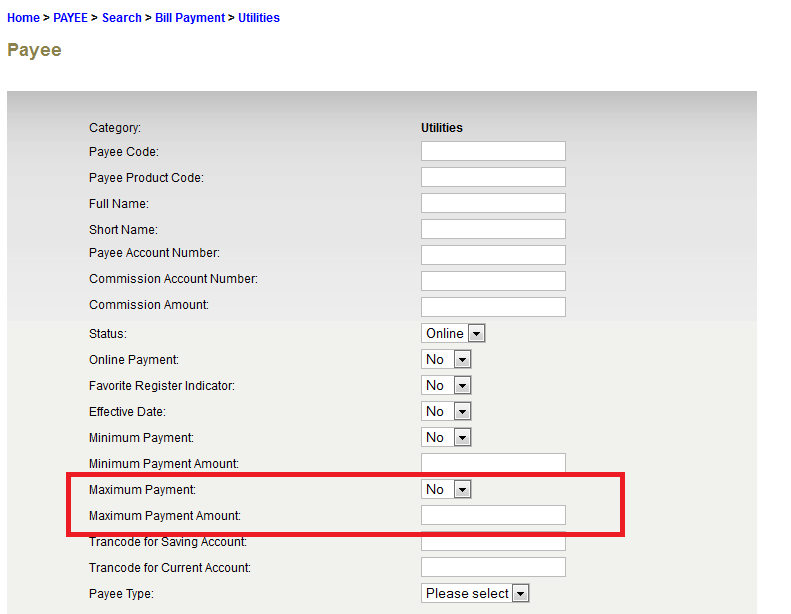 Home > PAYEE > Search > Bill Payment > Utilities
Payee
Category: Utilities
Payee Code:
Payee Product Code:
Full Name:
Short Name:
Payee Account Number:
Commission Account Number:
Commission Amount:
Status: Online
Online Payment: No
Favorite Register Indicator: No
Effective Date: No
Minimum Payment: No
Minimum Payment Amount:
Maximum Payment: No
Maximum Payment Amount:
Trancode for Saving Account:
Trancode for Current Account:
Payee Type: Please select